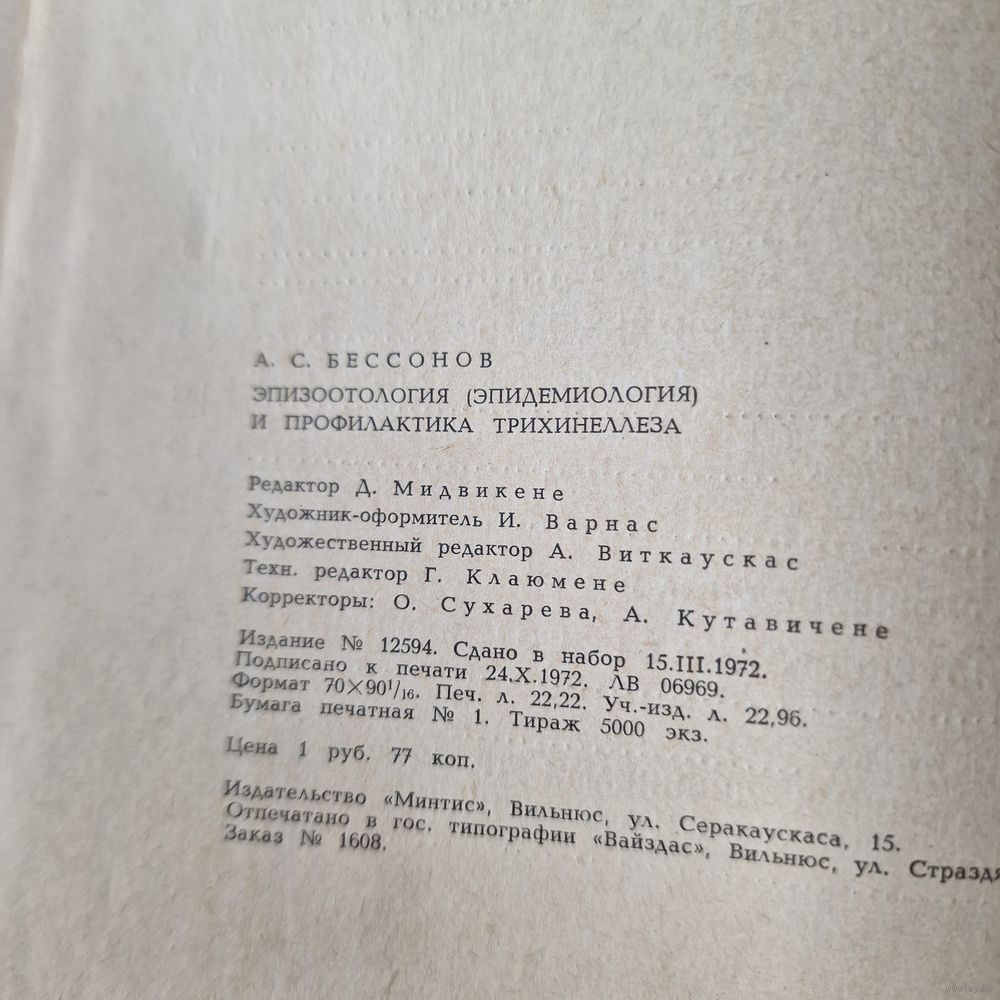 А. С. БЕССОНОВ
ЭПИЗООТОЛОГИЯ (ЭПИДЕМИОЛОГИЯ)
И ПРОФИЛАКТИКА ТРИХИНЕЛЛЕЗА
Редактор Д. Мидвикене
Художник-оформитель И. Варнас
Художественный редактор А. Виткаускас
Техн. редактор Г. Клаюмене
Корректоры: О. Сухарева, А. Кутавичене
Издание № 12594. Сдано в набор 15.III.1972.
Подписано к печати 24.X.1972. ЛВ 06969.
Формат 70×90¹/₁₆. Печ. л. 22,22. Уч.-изд. л. 22,96.
Бумага печатная № 1. Тираж 5000 экз.
Цена 1 руб. 77 коп.
Издательство «Минтис», Вильнюс, ул. Серакаускаса, 15.
Отпечатано в гос. типографии «Вайздас», Вильнюс, ул.
Заказ № 1608.